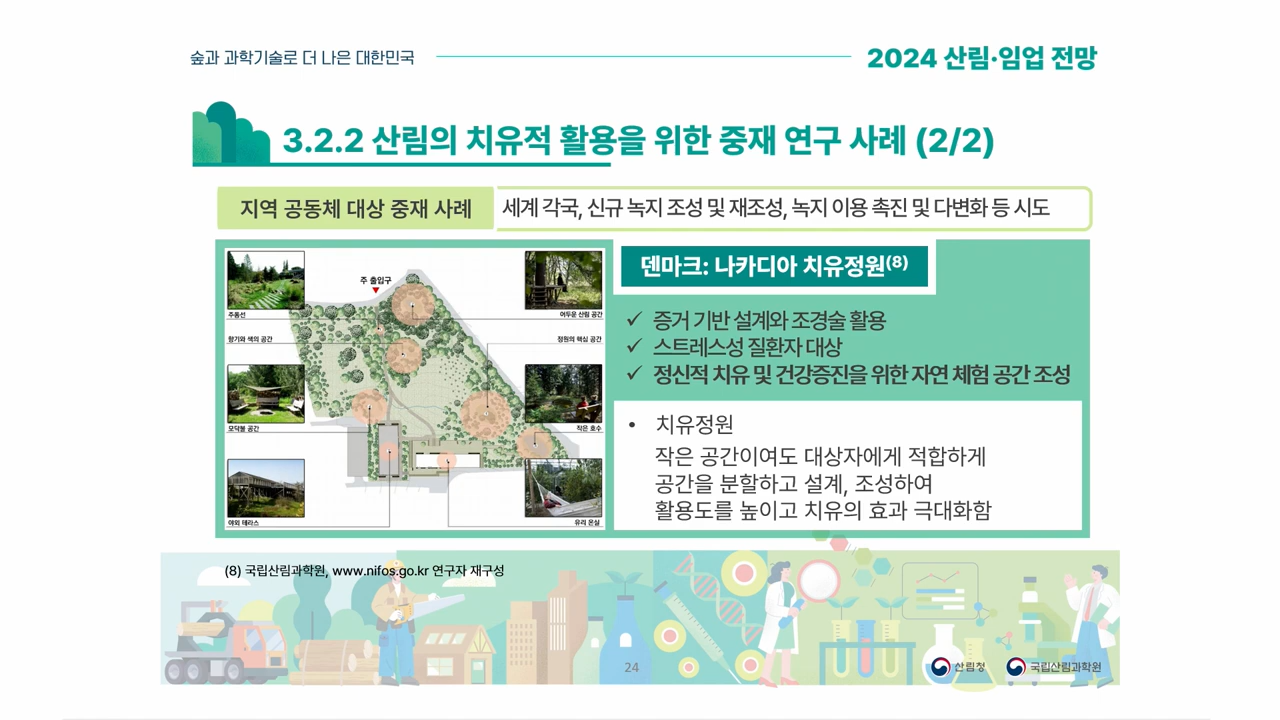 숲과 과학기술로 더 나은 대한민국
2024 산림·임업 전망
3.2.2 산림의 치유적 활용을 위한 중재 연구 사례 (2/2)
지역 공동체 대상 중재 사례
세계 각국, 신규 녹지 조성 및 재조성, 녹지 이용 촉진 및 다변화 등 시도
주 출입구
주동선
어두운 산림 공간
향기와 색의 공간
정원의 핵심 공간
모닥불 공간
작은 호수
야외 테라스
유리 온실
덴마크: 나카디아 치유정원(8)
✓ 증거 기반 설계와 조경술 활용
✓ 스트레스성 질환자 대상
✓ 정신적 치유 및 건강증진을 위한 자연 체험 공간 조성
• 치유정원
작은 공간이여도 대상자에게 적합하게
공간을 분할하고 설계, 조성하여
활용도를 높이고 치유의 효과 극대화함
(8) 국립산림과학원, www.nifos.go.kr 연구자 재구성
24
산림청
국립산림과학원